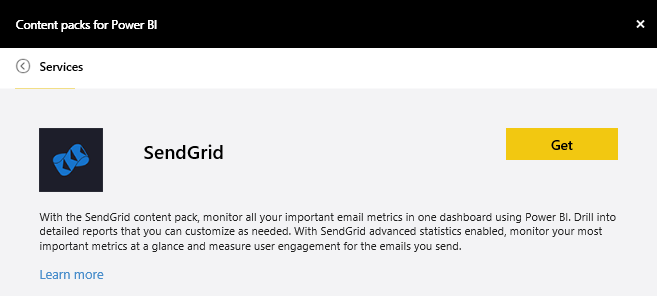 Content packs for Power BI
Services
SendGrid
Get
With the SendGrid content pack, monitor all your important email metrics in one dashboard using Power BI. Drill into
detailed reports that you can customize as needed. With SendGrid advanced statistics enabled, monitor your most
important metrics at a glance and measure user engagement for the emails you send.
Learn more